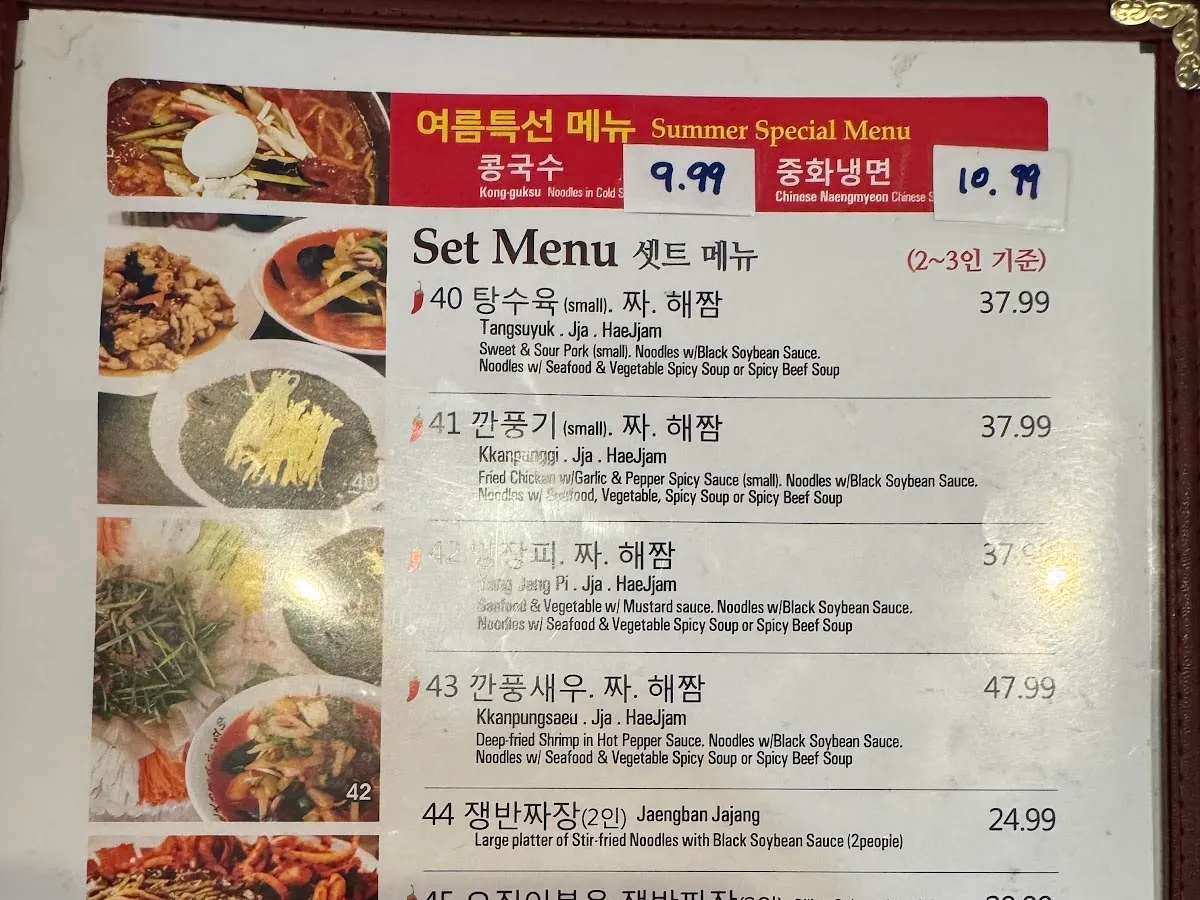 여름특선 메뉴 Summer Special Menu
콩국수 9.99 중화냉면 10.99
Kong-guksu Noodles in Cold Chinese Naengmyeon Chinese
Set Menu 셋트 메뉴 (2~3인 기준)
40 탕수육 (small). 짜. 해짬 37.99
Tangsuyuk . Jja . HaeJjam
Sweet & Sour Pork (small). Noodles w/Black Soybean Sauce.
Noodles w/ Seafood & Vegetable Spicy Soup or Spicy Beef Soup
41 깐풍기 (small). 짜. 해짬 37.99
Kkanpunggi . Jja . HaeJjam
Fried Chicken w/Garlic & Pepper Spicy Sauce (small). Noodles w/Black Soybean Sauce.
Noodles w/ Seafood, Vegetable, Spicy Soup or Spicy Beef Soup
40
42 양장피. 짜. 해짬
Yang Jang Pi . Jja . HaeJjam
Seafood & Vegetable w/ Mustard sauce. Noodles w/Black Soybean Sauce.
Noodles w/ Seafood & Vegetable Spicy Soup or Spicy Beef Soup
43 깐풍새우. 짜. 해짬 47.99
Kkanpungsaeu . Jja . HaeJjam
Deep-fried Shrimp in Hot Pepper Sauce. Noodles w/Black Soybean Sauce.
Noodles w/ Seafood & Vegetable Spicy Soup or Spicy Beef Soup
42
44 쟁반짜장(2인) Jaengban Jajang 24.99
Large platter of Stir-fried Noodles with Black Soybean Sauce (2peopie)